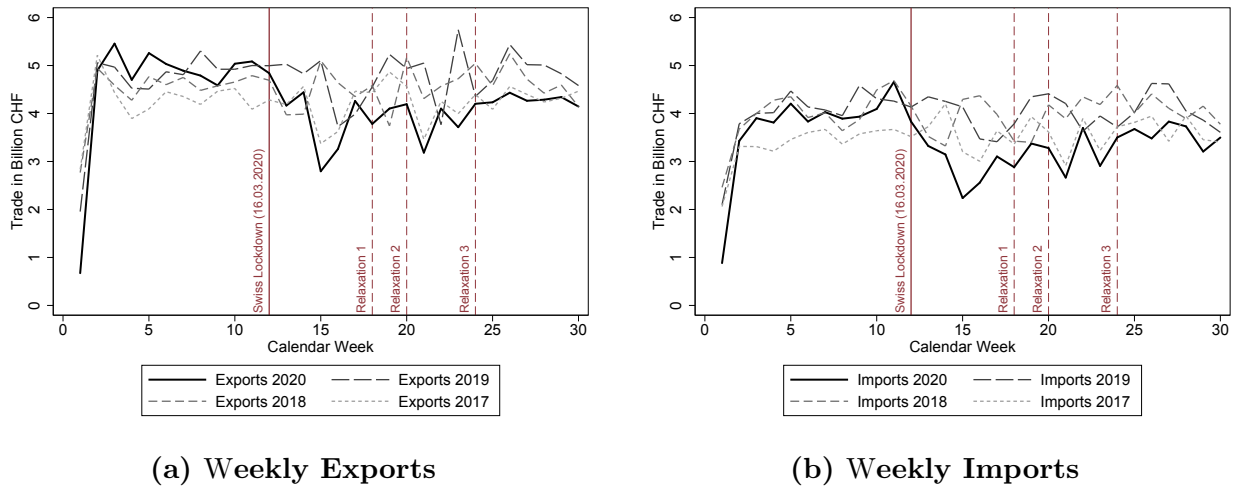 Trade in Billion CHF
6
5
4
3
2
1
0
Swiss Lockdown (16.03.2020)
Relaxation 1
Relaxation 2
Relaxation 3
0 5 10 15 20 25 30
Calendar Week
Exports 2020 Exports 2019
Exports 2018 Exports 2017
(a) Weekly Exports
Trade in Billion CHF
6
5
4
3
2
1
0
Swiss Lockdown (16.03.2020)
Relaxation 1
Relaxation 2
Relaxation 3
0 5 10 15 20 25 30
Calendar Week
Imports 2020 Imports 2019
Imports 2018 Imports 2017
(b) Weekly Imports